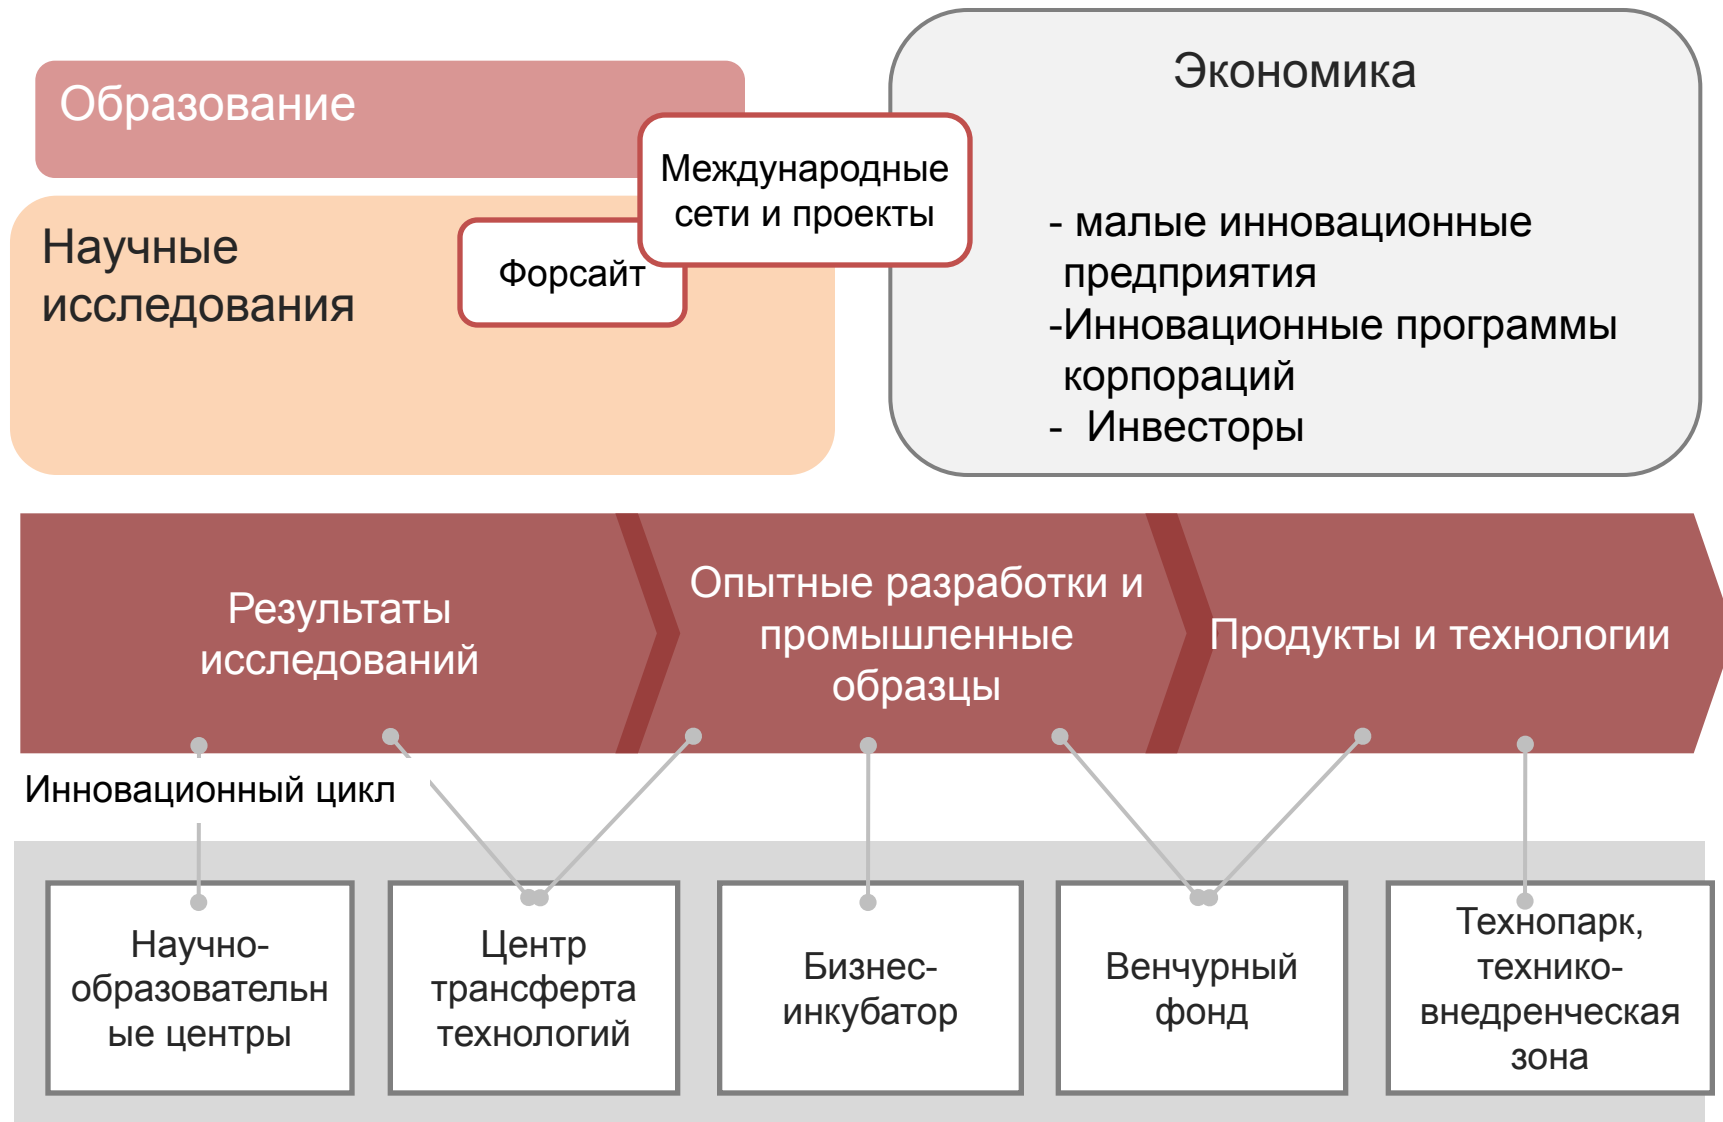 Образование
Экономика
Международные
сети и проекты
Научные
исследования
Форсайт
- малые инновационные
предприятия
-Инновационные программы
корпораций
- Инвесторы
Результаты
исследований
Опытные разработки и
промышленные
образцы
Продукты и технологии
Инновационный цикл
Научно-
образовательн
ые центры
Центр
трансферта
технологий
Бизнес-
инкубатор
Венчурный
фонд
Технопарк,
технико-
внедренческая
зона